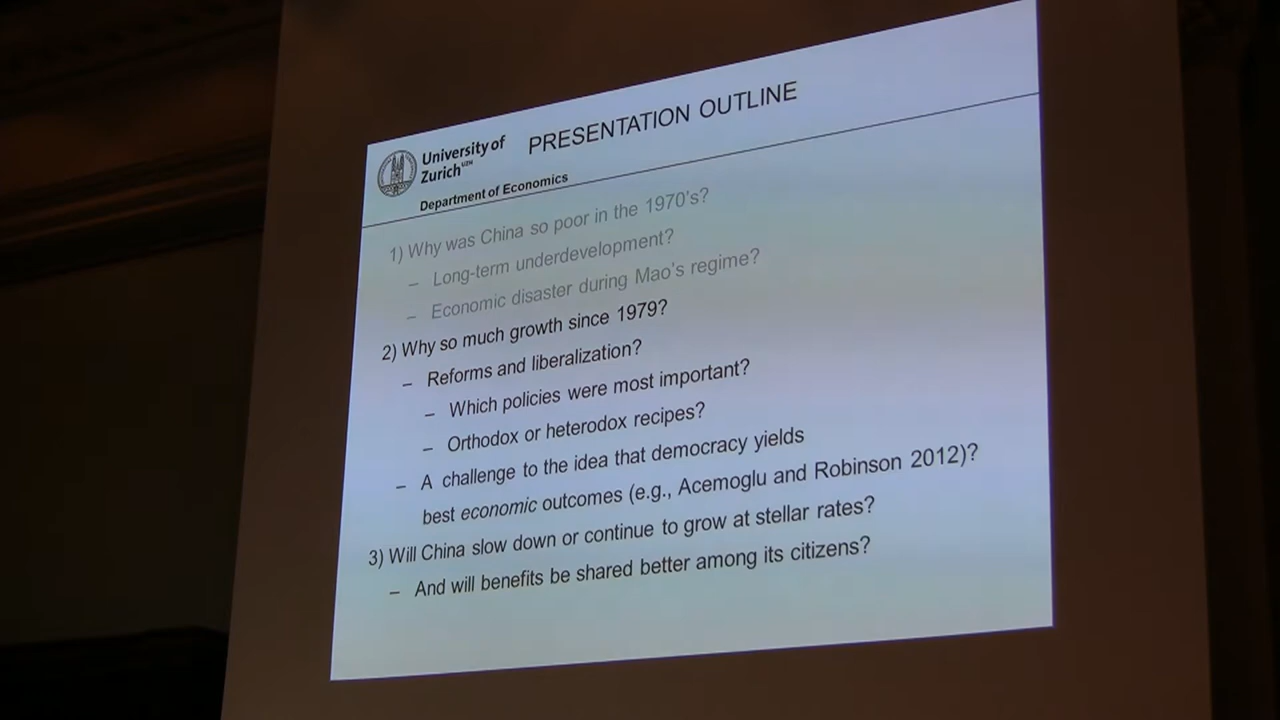 University of
Zurich UZH
PRESENTATION OUTLINE
Department of Economics
1) Why was China so poor in the 1970's?
– Long-term underdevelopment?
– Economic disaster during Mao's regime?
2) Why so much growth since 1979?
– Reforms and liberalization?
– Which policies were most important?
– Orthodox or heterodox recipes?
– A challenge to the idea that democracy yields
best economic outcomes (e.g., Acemoglu and Robinson 2012)?
3) Will China slow down or continue to grow at stellar rates?
– And will benefits be shared better among its citizens?